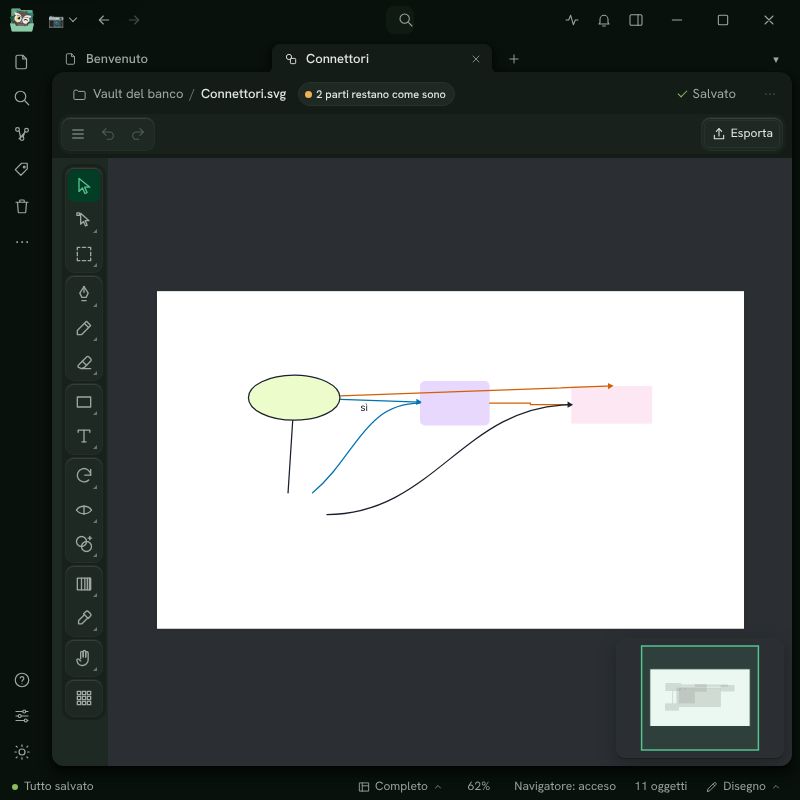 Benvenuto
Connettori
Vault del banco / Connettori.svg
2 parti restano come sono
Salvato
Esporta
sì
Tutto salvato
Completo
62%
Navigatore: acceso
11 oggetti
Disegno